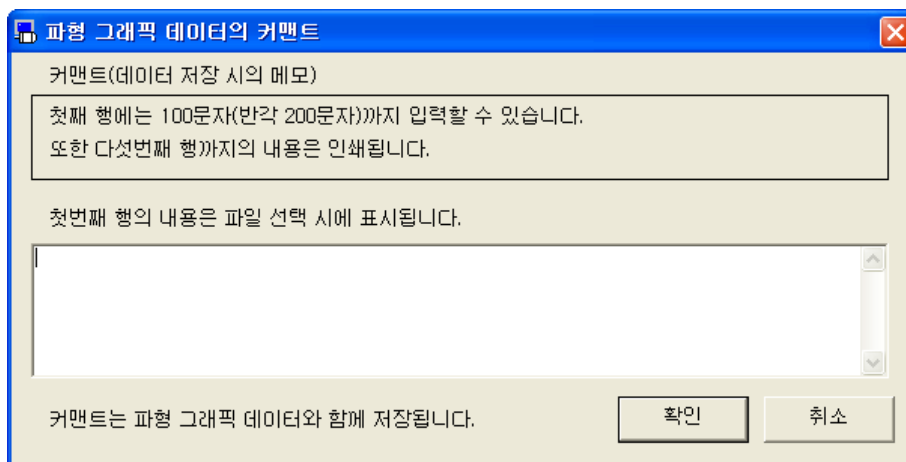 파형 그래픽 데이터의 커맨트
커맨트(데이터 저장 시의 메모)
첫째 행에는 100문자(반각 200문자)까지 입력할 수 있습니다.
또한 다섯번째 행까지의 내용은 인쇄됩니다.
첫번째 행의 내용은 파일 선택 시에 표시됩니다.
커맨트는 파형 그래픽 데이터와 함께 저장됩니다.
확인
취소